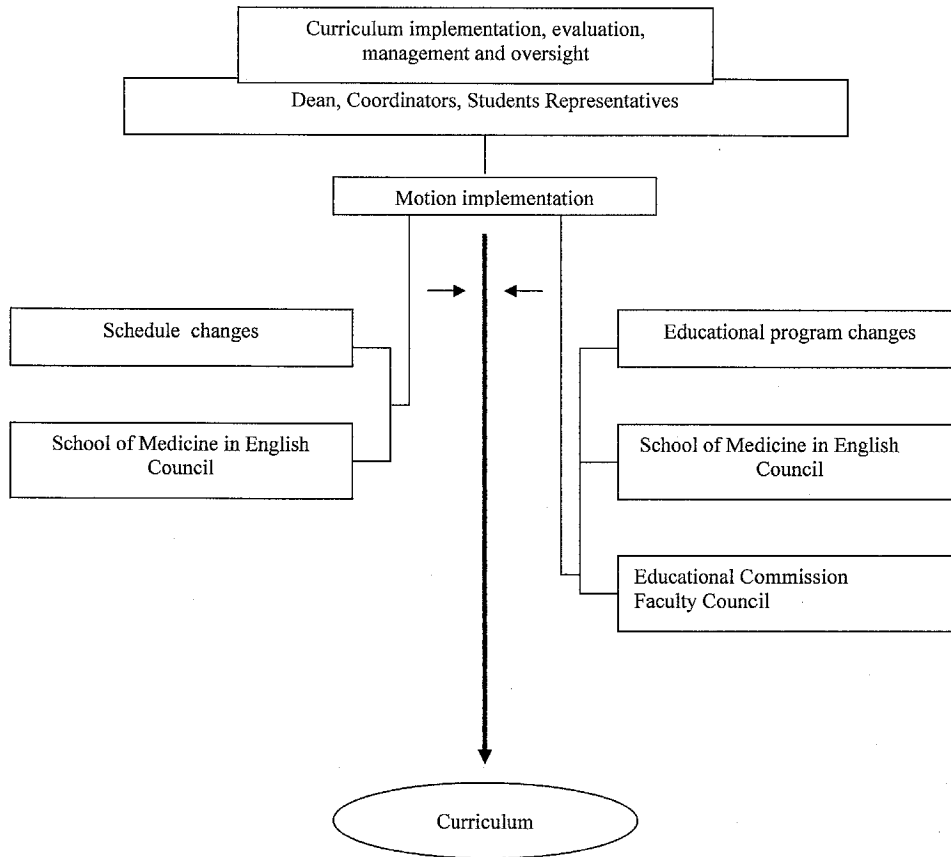 Curriculum implementation, evaluation,
management and oversight
Dean, Coordinators, Students Representatives
Motion implementation
Schedule changes
School of Medicine in English
Council
Educational program changes
School of Medicine in English
Council
Educational Commission
Faculty Council
Curriculum